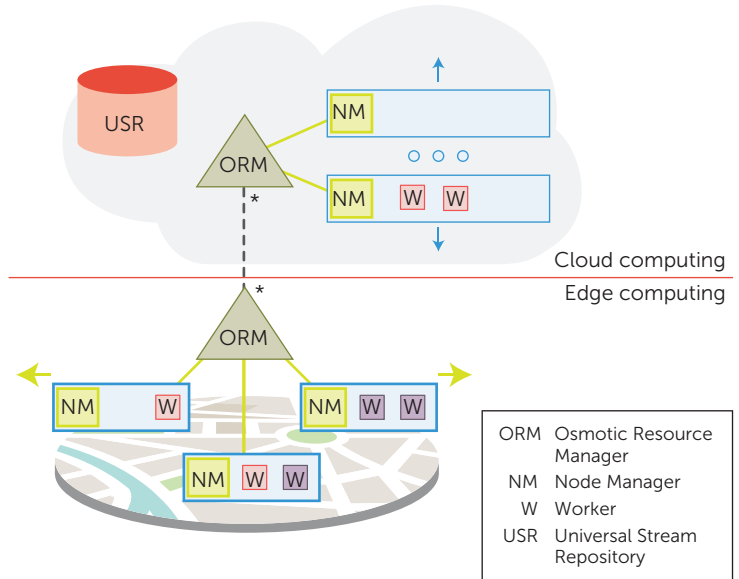 USR
NM
ORM
NM W W
*
Cloud computing
*
Edge computing
ORM
NM W
NM W W
NM W W
ORM Osmotic Resource
Manager
NM Node Manager
W Worker
USR Universal Stream
Repository